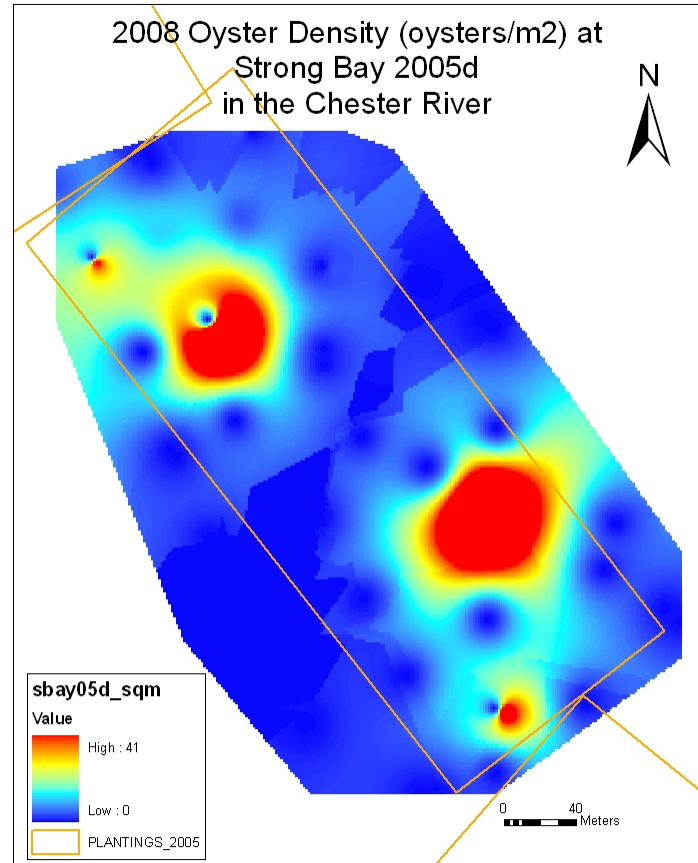 2008 Oyster Density (oysters/m2) at
Strong Bay 2005d
in the Chester River
N
sbay05d_sqm
Value
High : 41
Low : 0
PLANTINGS_2005
0 40
Meters